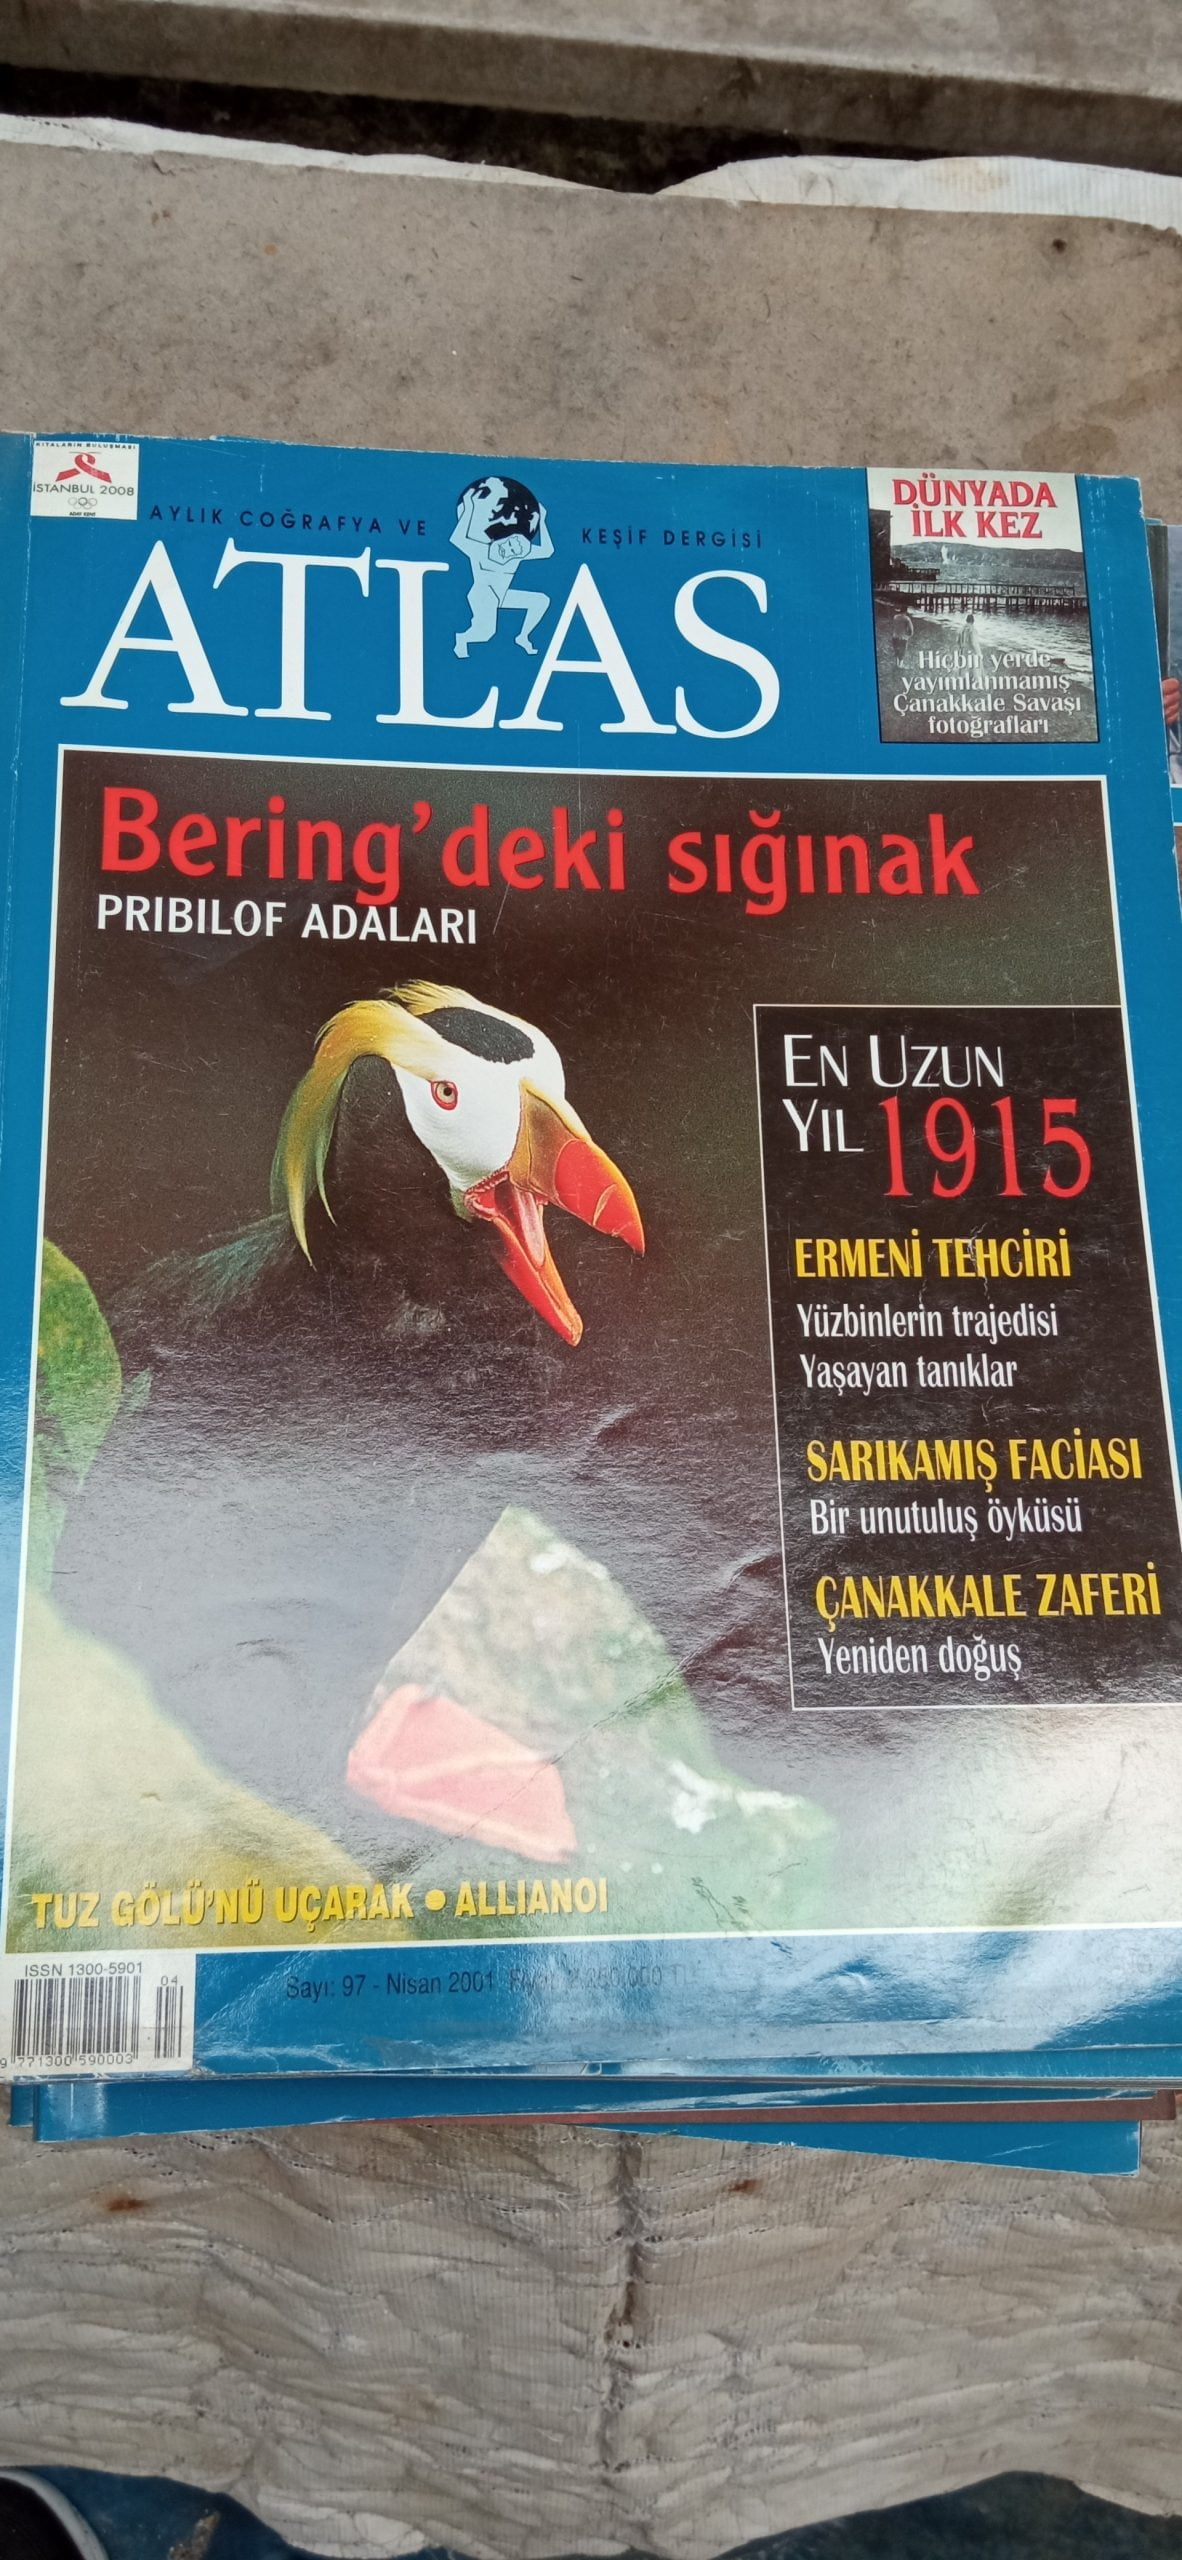 KITALARIN BULUŞMASI
İSTANBUL 2008
ADAY KENT
AYLIK COĞRAFYA VE KEŞİF DERGİSİ
ATLAS
DÜNYADA
İLK KEZ
Hiçbir yerde
yayımlanmamış
Çanakkale Savaşı
fotoğrafları
Bering'deki sığınak
PRIBILOF ADALARI
EN UZUN
YIL 1915
ERMENİ TEHCİRİ
Yüzbinlerin trajedisi
Yaşayan tanıklar
SARIKAMIŞ FACİASI
Bir unutuluş öyküsü
ÇANAKKALE ZAFERİ
Yeniden doğuş
TUZ GÖLÜ'NÜ UÇARAK • ALLIANOI
ISSN 1300-5901
04
9 771300 590003
Sayı: 97 - Nisan 2001